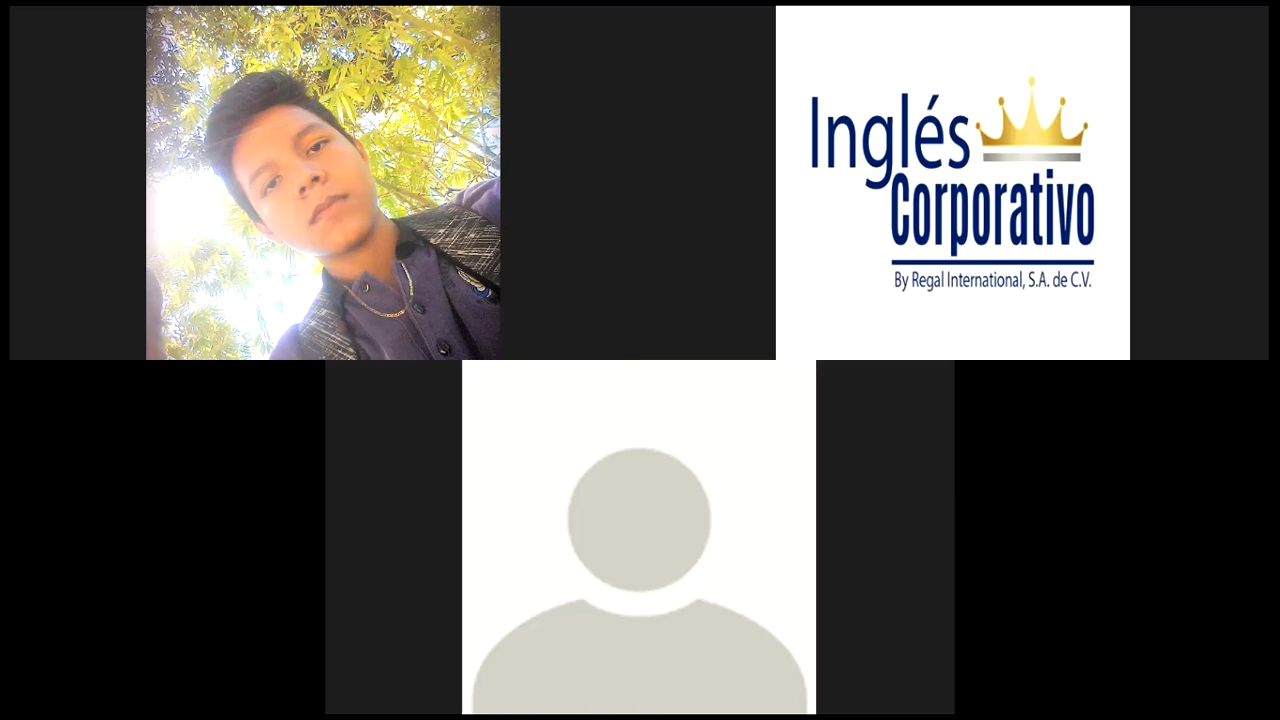 Inglés
Corporativo
By Regal International, S.A. de C.V.